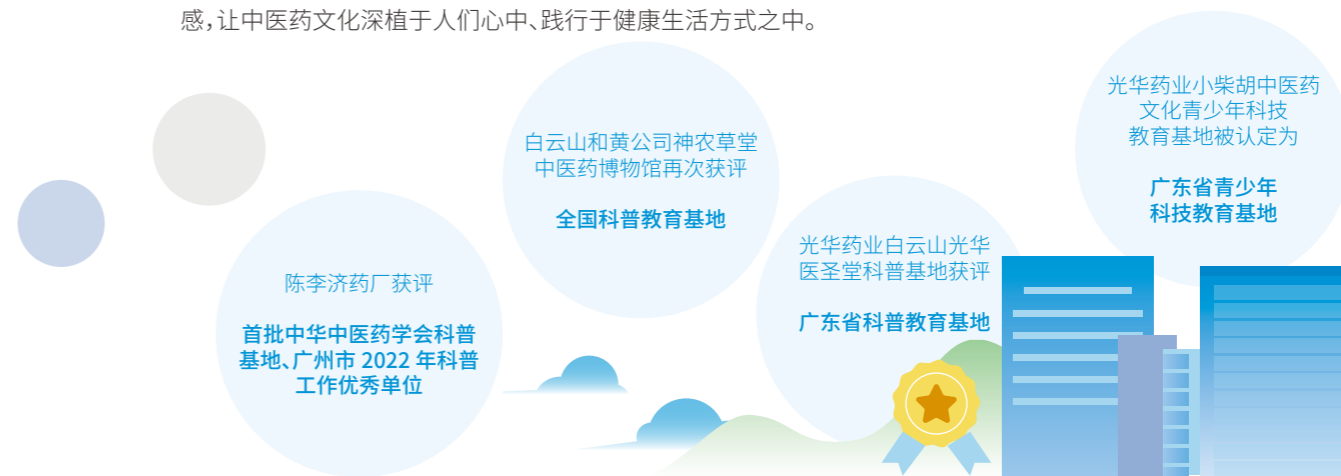 感,让中医药文化深植于人们心中、践行于健康生活方式之中。
陈李济药厂获评
首批中华中医药学会科普
基地、广州市 2022 年科普
工作优秀单位
白云山和黄公司神农草堂
中医药博物馆再次获评
全国科普教育基地
光华药业白云山光华
医圣堂科普基地获评
广东省科普教育基地
光华药业小柴胡中医药
文化青少年科技
教育基地被认定为
广东省青少年
科技教育基地